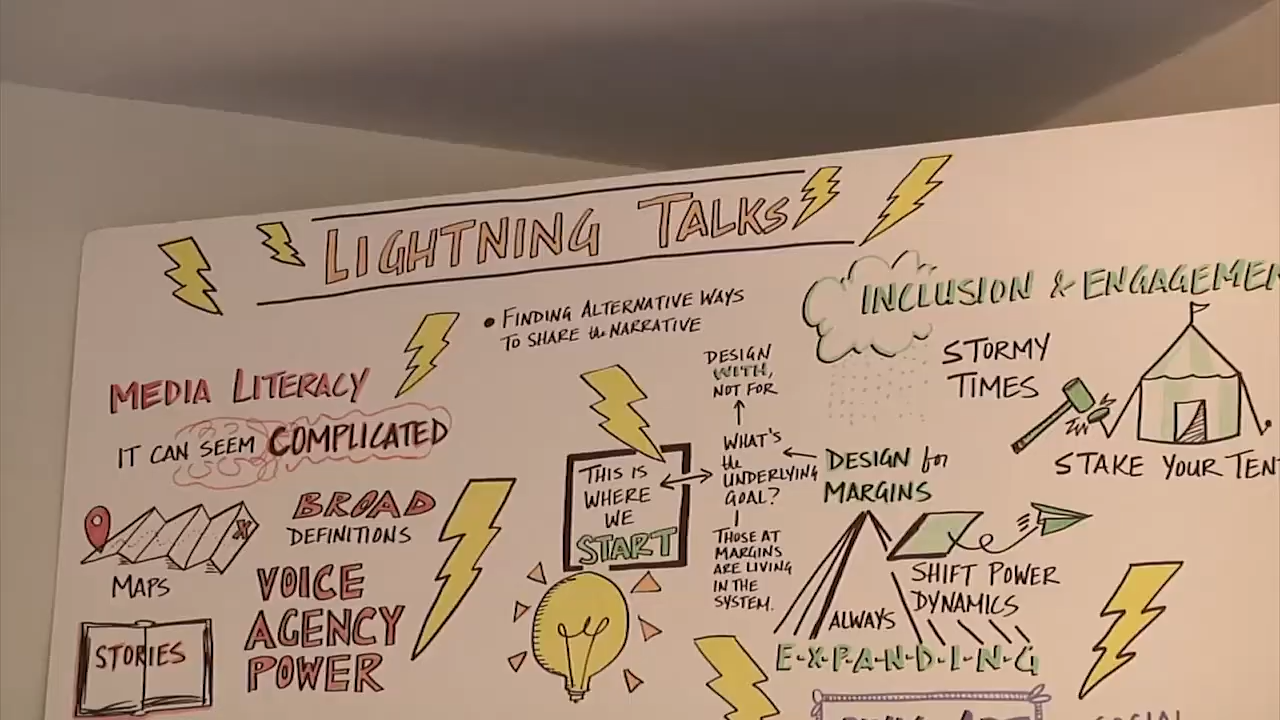 LIGHTNING TALKS
• FINDING ALTERNATIVE WAYS
TO SHARE the NARRATIVE
MEDIA LITERACY
IT CAN SEEM COMPLICATED
BROAD
DEFINITIONS
MAPS
VOICE
AGENCY
POWER
STORIES
THIS IS
WHERE
WE
START
DESIGN
WITH,
NOT FOR
WHAT'S
the
UNDERLYING
GOAL?
THOSE AT
MARGINS
ARE LIVING
IN THE
SYSTEM.
INCLUSION & ENGAGEMEN
STORMY
TIMES
STAKE YOUR TENT
DESIGN for
MARGINS
SHIFT POWER
DYNAMICS
ALWAYS
E-X-P-A-N-D-I-N-G